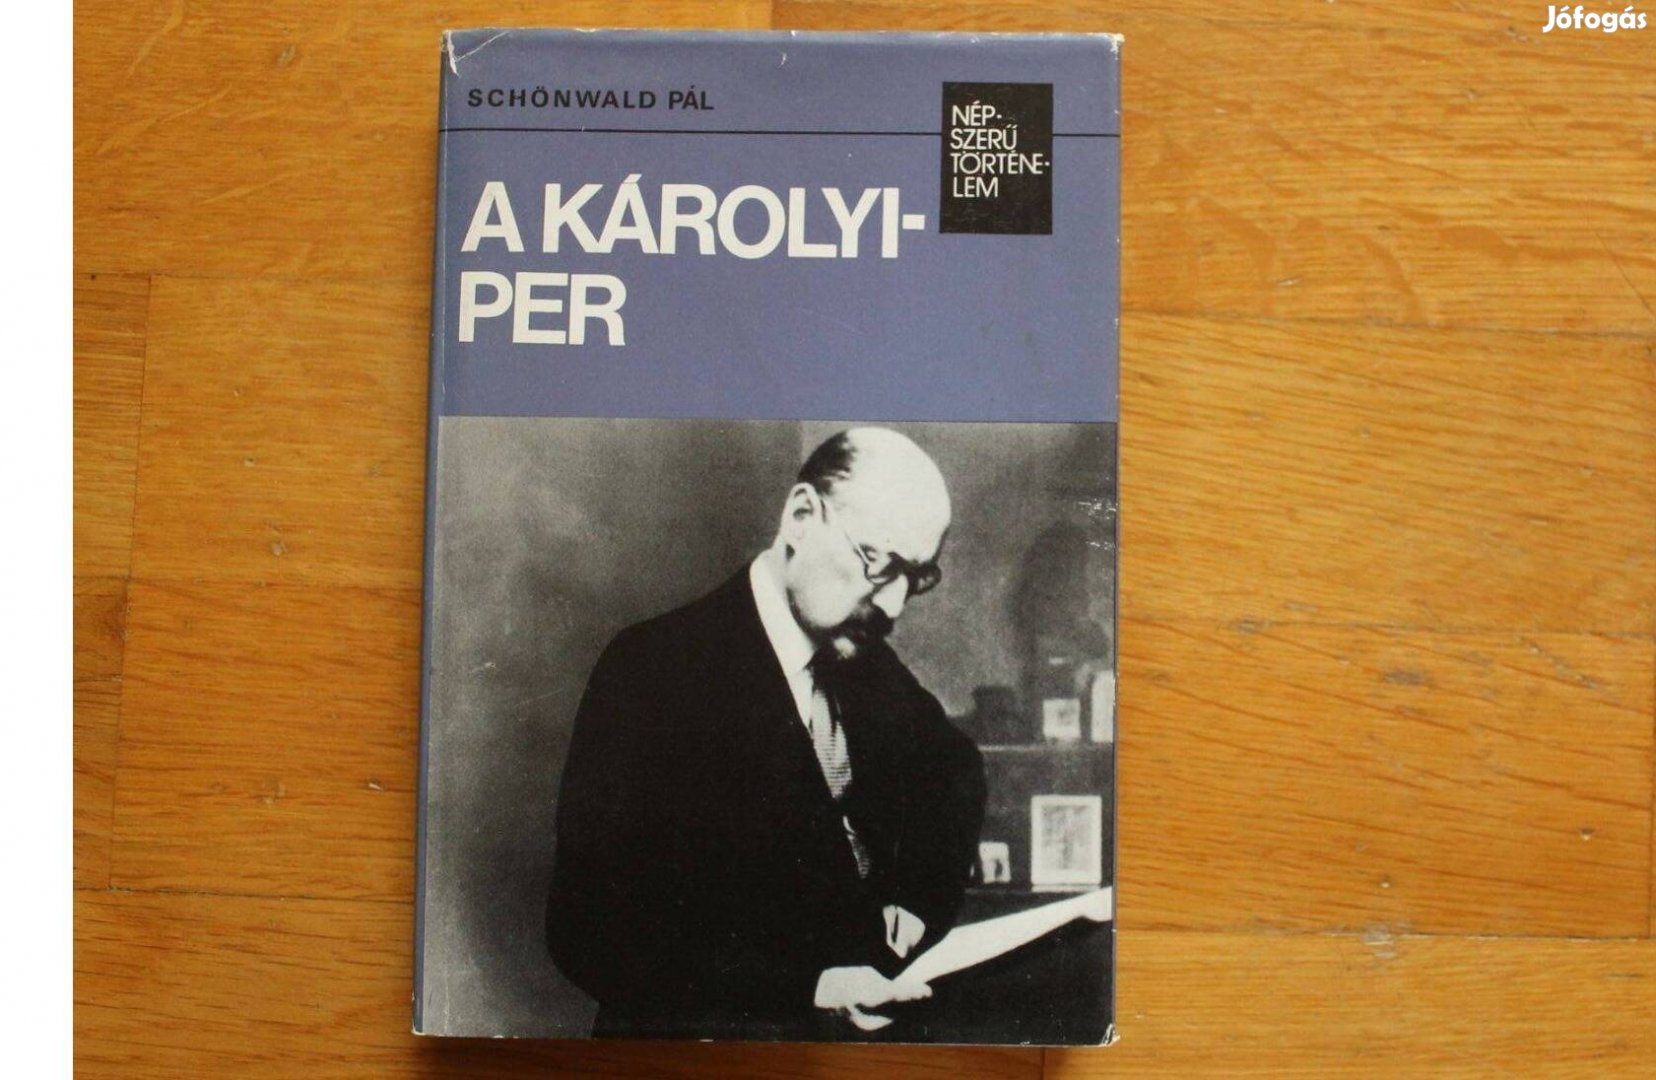 Jófogás
SCHÖNWALD PÁL
NÉP-
SZERŰ
TÖRTÉNE-
LEM
A KÁROLYI-
PER